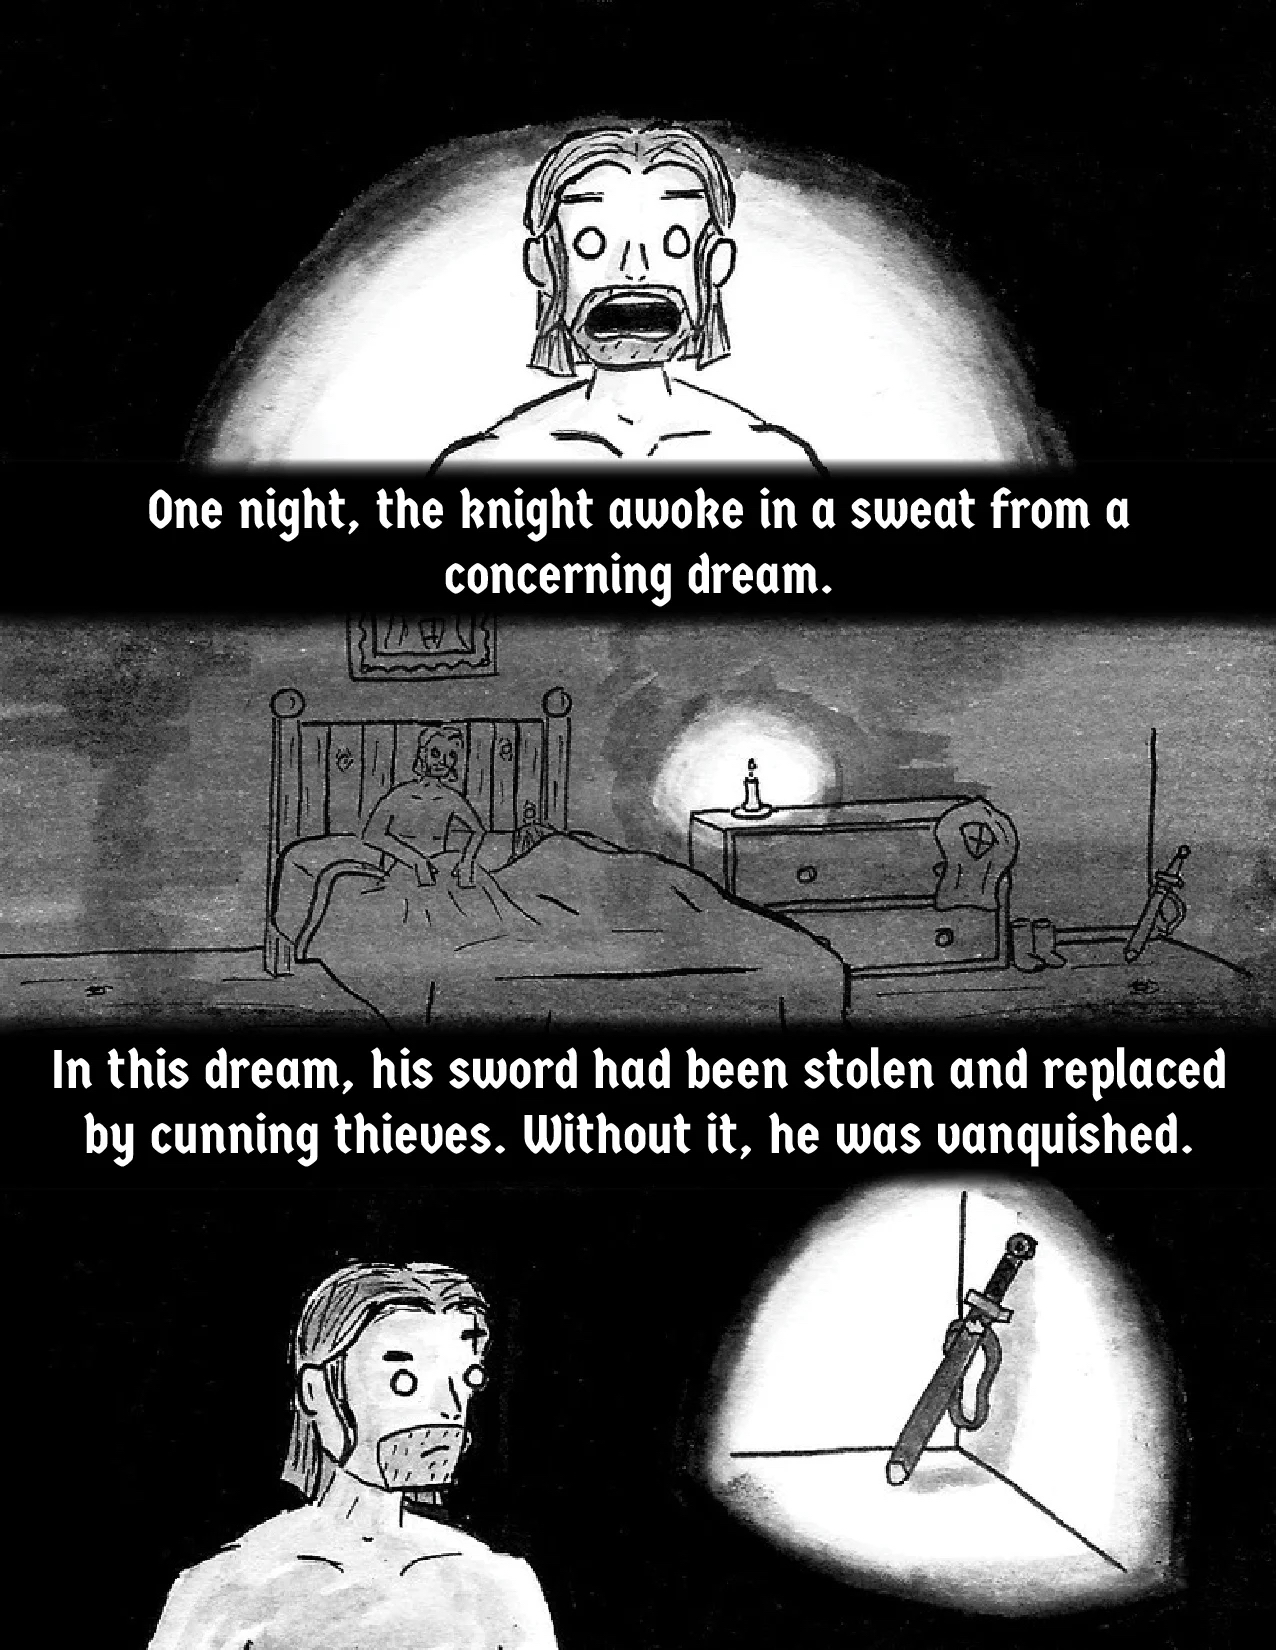 One night, the knight awoke in a sweat from a
concerning dream.
In this dream, his sword had been stolen and replaced
by cunning thieves. Without it, he was vanquished.